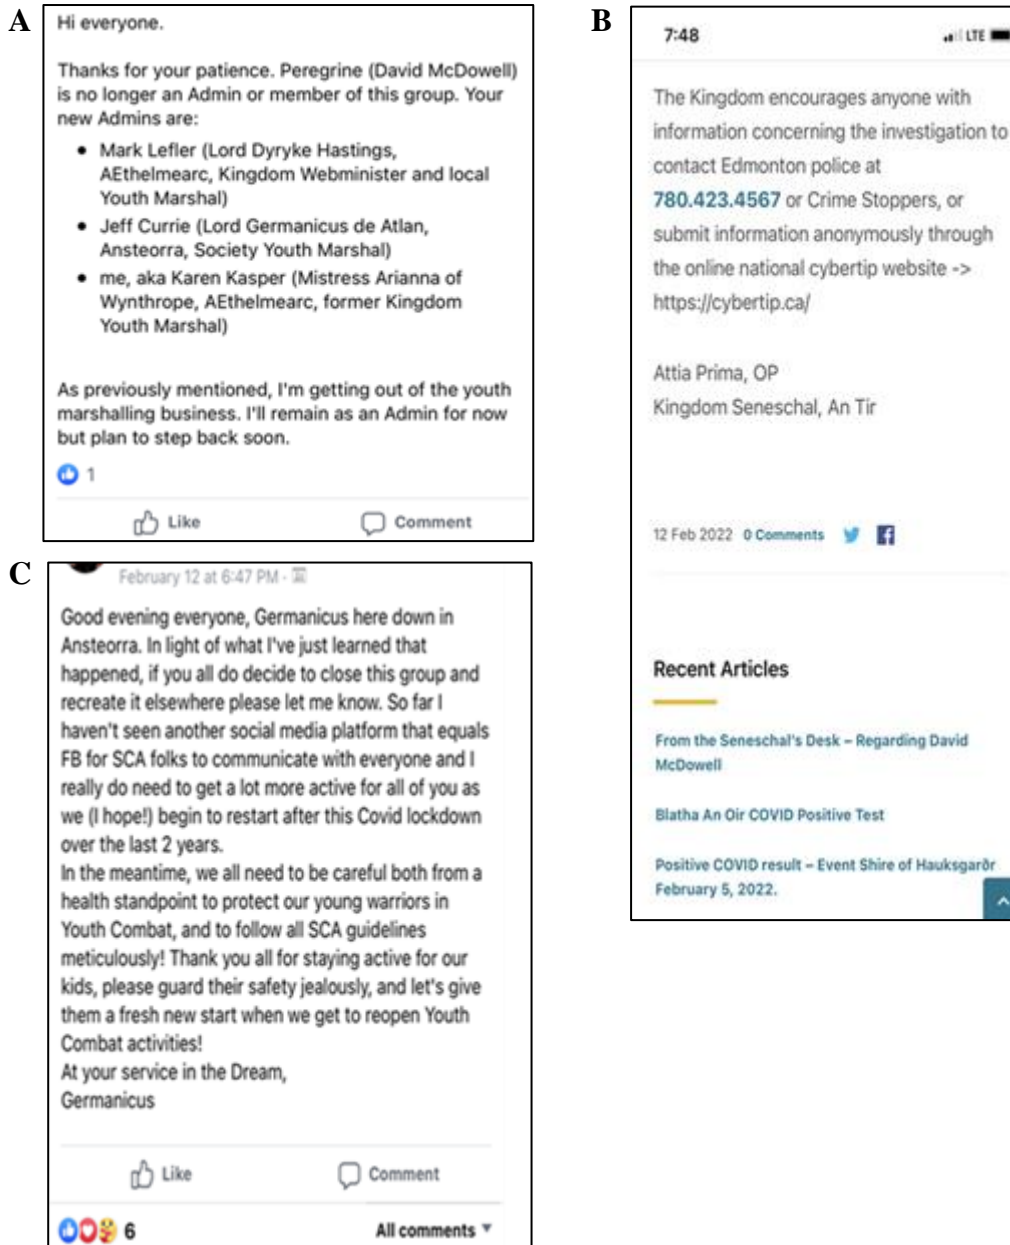 A
Hi everyone.
Thanks for your patience. Peregrine (David McDowell)
is no longer an Admin or member of this group. Your
new Admins are:
• Mark Lefler (Lord Dyryke Hastings,
AEthelmearc, Kingdom Webminister and local
Youth Marshal)
• Jeff Currie (Lord Germanicus de Atlan,
Ansteorra, Society Youth Marshal)
• me, aka Karen Kasper (Mistress Arianna of
Wynthrope, AEthelmearc, former Kingdom
Youth Marshal)
As previously mentioned, I'm getting out of the youth
marshalling business. I'll remain as an Admin for now
but plan to step back soon.
1
Like Comment
B
7:48 LTE
The Kingdom encourages anyone with
information concerning the investigation to
contact Edmonton police at
780.423.4567 or Crime Stoppers, or
submit information anonymously through
the online national cybertip website ->
https://cybertip.ca/
Attia Prima, OP
Kingdom Seneschal, An Tir
12 Feb 2022 0 Comments
Recent Articles
From the Seneschal's Desk – Regarding David
McDowell
Blatha An Oir COVID Positive Test
Positive COVID result – Event Shire of Hauksgarðr
February 5, 2022.
C
February 12 at 6:47 PM ·
Good evening everyone, Germanicus here down in
Ansteorra. In light of what I've just learned that
happened, if you all do decide to close this group and
recreate it elsewhere please let me know. So far I
haven't seen another social media platform that equals
FB for SCA folks to communicate with everyone and I
really do need to get a lot more active for all of you as
we (I hope!) begin to restart after this Covid lockdown
over the last 2 years.
In the meantime, we all need to be careful both from a
health standpoint to protect our young warriors in
Youth Combat, and to follow all SCA guidelines
meticulously! Thank you all for staying active for our
kids, please guard their safety jealously, and let's give
them a fresh new start when we get to reopen Youth
Combat activities!
At your service in the Dream,
Germanicus
Like Comment
6 All comments